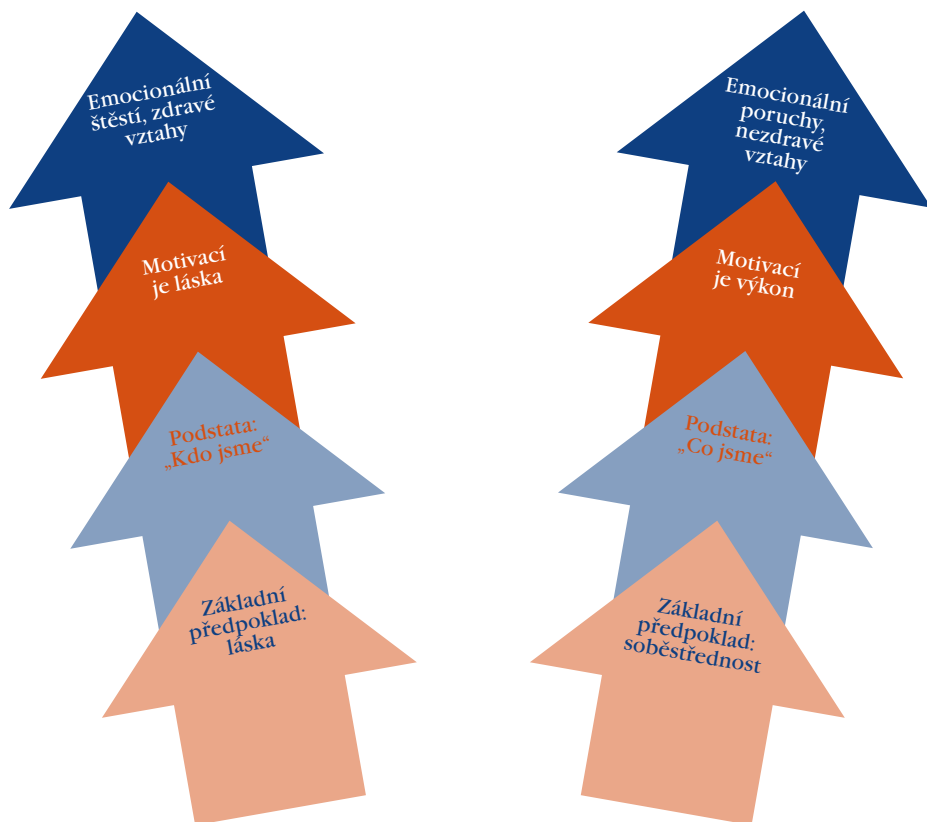 Emocionální
štěstí, zdravé
vztahy
Motivací
je láska
Podstata:
„Kdo jsme“
Základní
předpoklad:
láska
Emocionální
poruchy,
nezdravé
vztahy
Motivací
je výkon
Podstata:
„Co jsme“
Základní
předpoklad:
soběstřednost